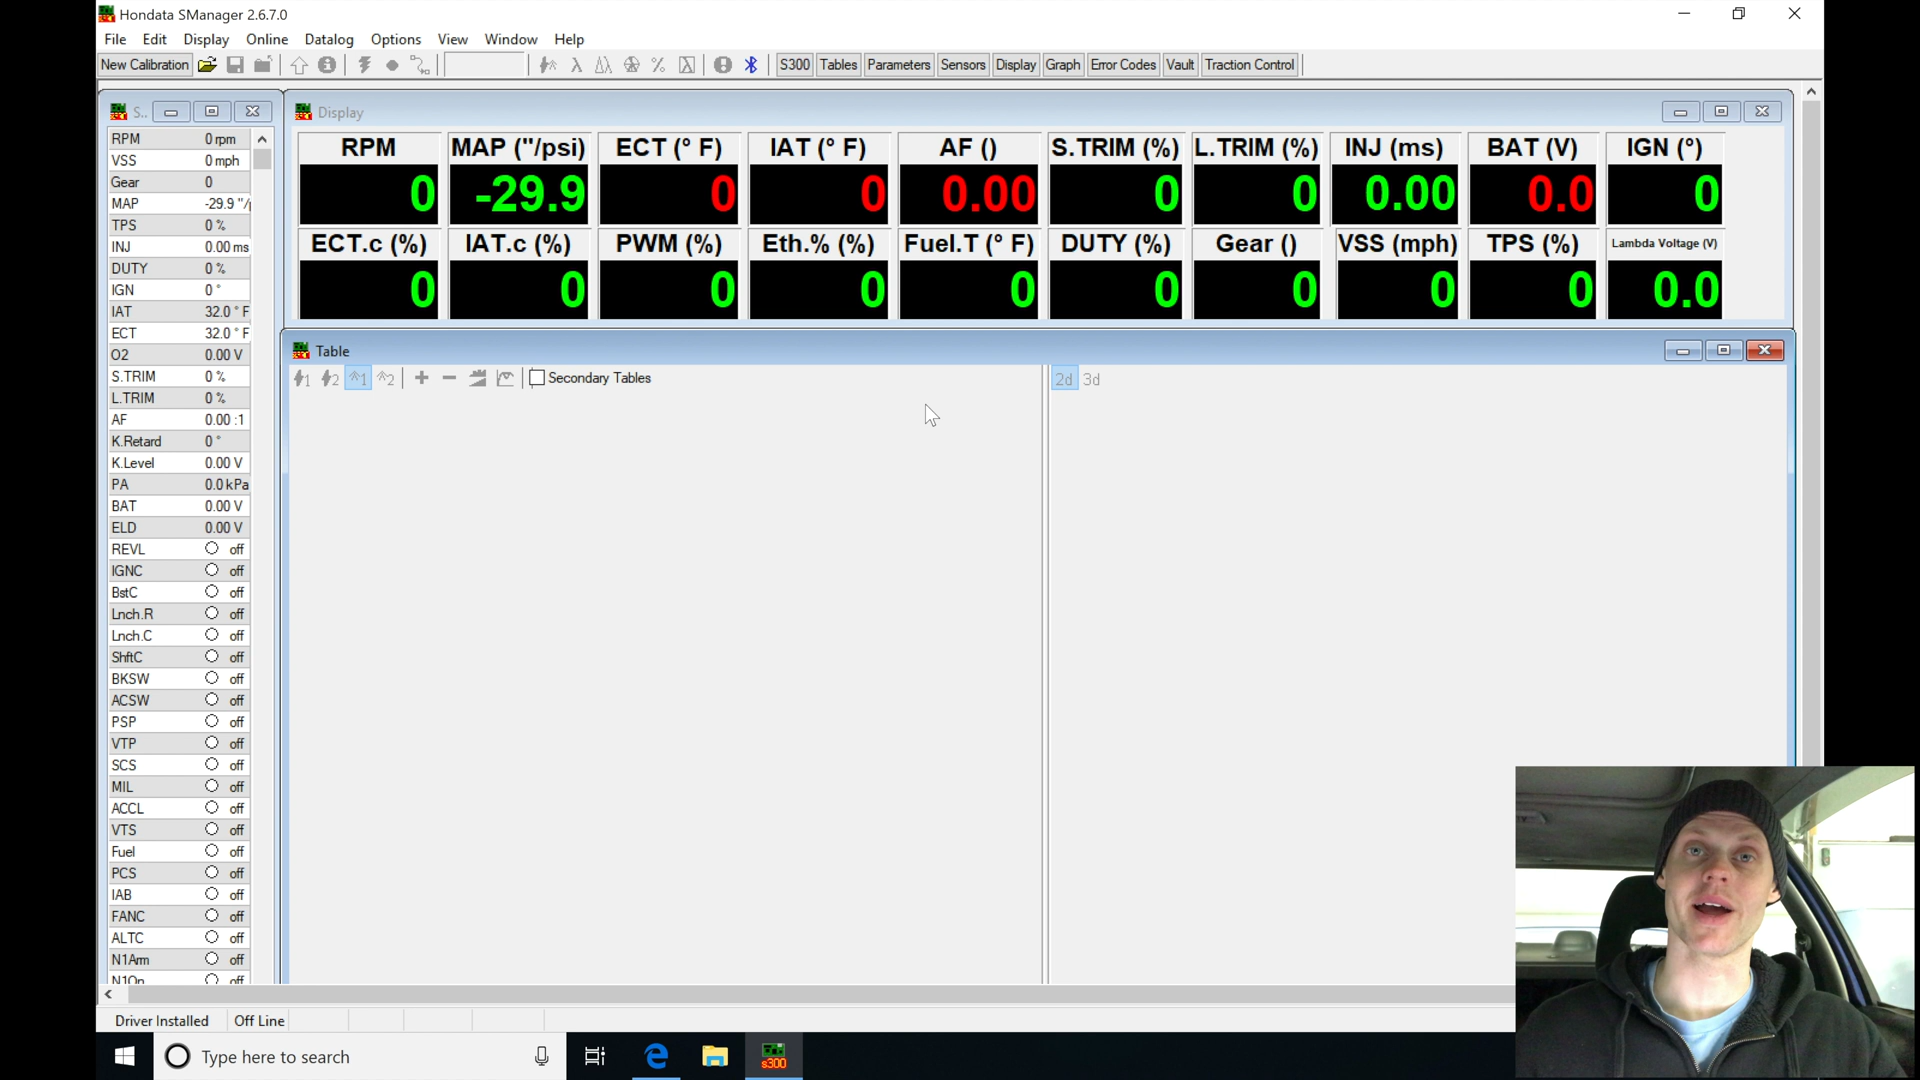 Hondata SManager 2.6.7.0
File Edit Display Online Datalog Options View Window Help
New Calibration S300 Tables Parameters Sensors Display Graph Error Codes Vault Traction Control
S..
RPM 0 rpm
VSS 0 mph
Gear 0
MAP -29.9 "/
TPS 0 %
INJ 0.00 ms
DUTY 0 %
IGN 0 °
IAT 32.0 ° F
ECT 32.0 ° F
O2 0.00 V
S.TRIM 0 %
L.TRIM 0 %
AF 0.00 :1
K.Retard 0 °
K.Level 0.00 V
PA 0.0 kPa
BAT 0.00 V
ELD 0.00 V
REVL off
IGNC off
BstC off
Lnch.R off
Lnch.C off
ShftC off
BKSW off
ACSW off
PSP off
VTP off
SCS off
MIL off
ACCL off
VTS off
Fuel off
PCS off
IAB off
FANC off
ALTC off
N1Arm off
N1On off
Display
RPM MAP ("/psi) ECT (° F) IAT (° F) AF () S.TRIM (%) L.TRIM (%) INJ (ms) BAT (V) IGN (°)
0 -29.9 0 0 0.00 0 0 0.00 0.0 0
ECT.c (%) IAT.c (%) PWM (%) Eth.% (%) Fuel.T (° F) DUTY (%) Gear () VSS (mph) TPS (%) Lambda Voltage (V)
0 0 0 0 0 0 0 0 0 0.0
Table
1 2 1 2 Secondary Tables 2d 3d
Driver Installed Off Line
Type here to search
s300